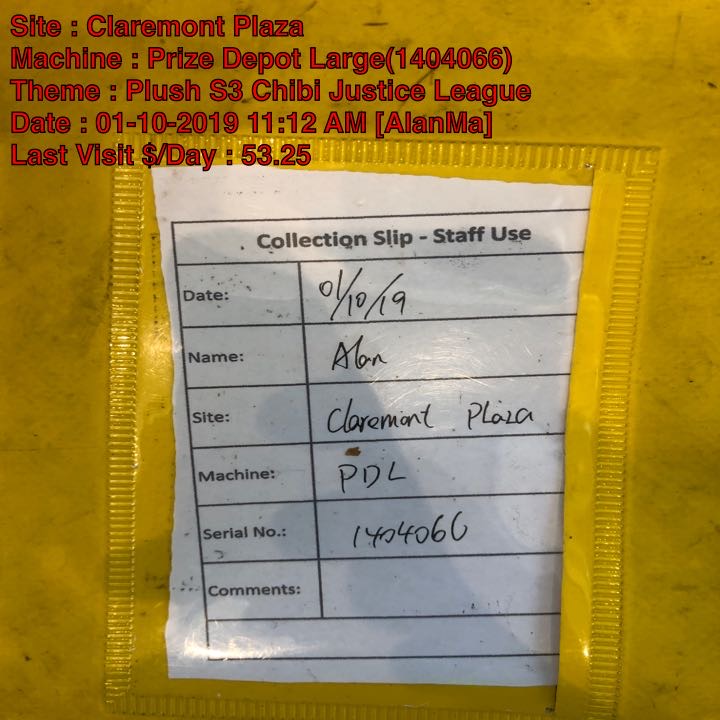 Site : Claremont Plaza
Machine : Prize Depot Large(1404066)
Theme : Plush S3 Chibi Justice League
Date : 01-10-2019 11:12 AM [AlanMa]
Last Visit $/Day : 53.25
Collection Slip - Staff Use
Date: 01/10/19
Name: Alan
Site: Claremont Plaza
Machine: PDL
Serial No.: 1404066
Comments: